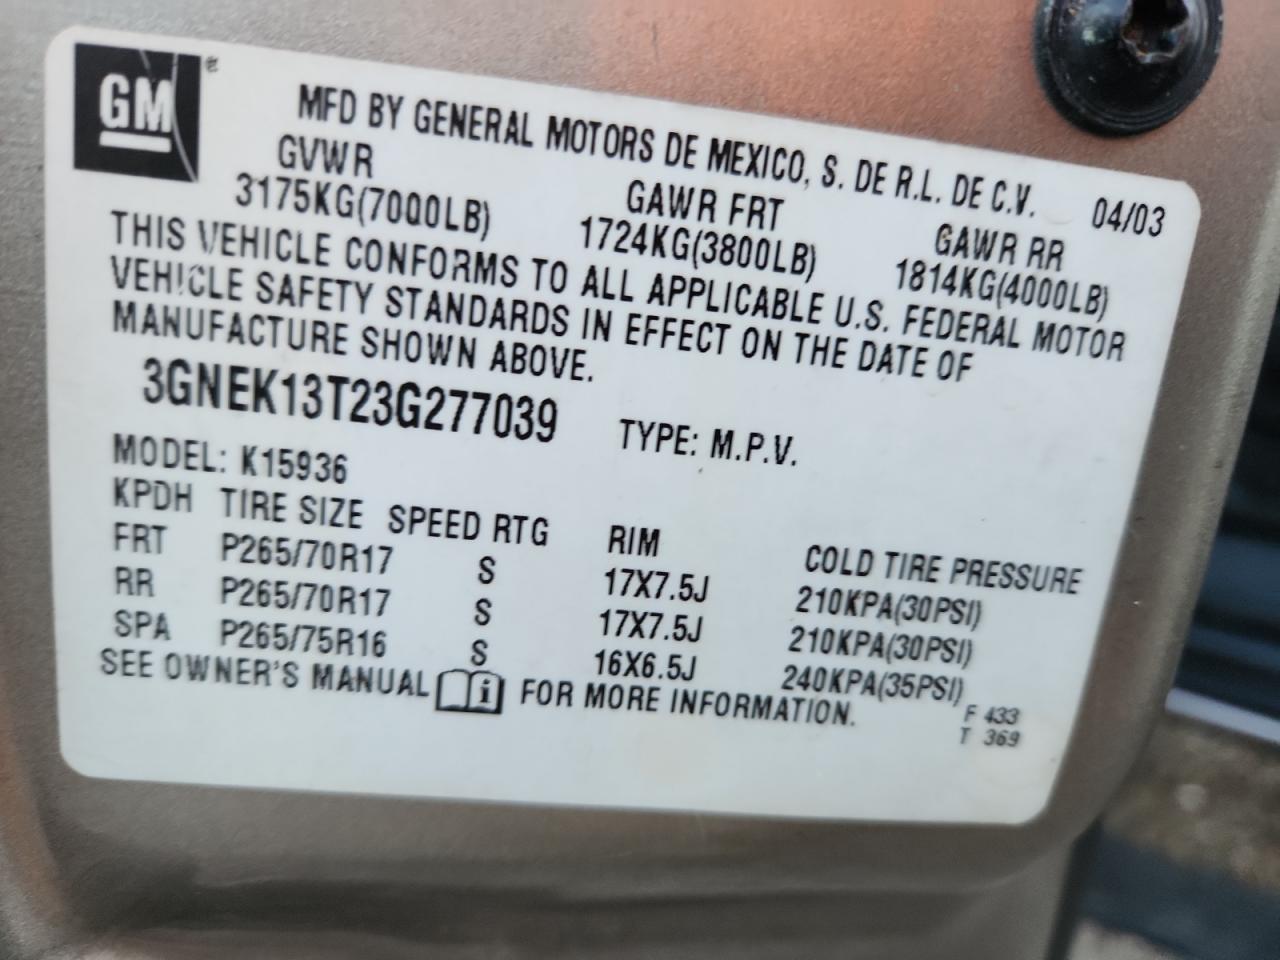 GM ®
MFD BY GENERAL MOTORS DE MEXICO, S. DE R.L. DE C.V. 04/03
GVWR GAWR FRT GAWR RR
3175KG(7000LB) 1724KG(3800LB) 1814KG(4000LB)
THIS VEHICLE CONFORMS TO ALL APPLICABLE U.S. FEDERAL MOTOR
VEHICLE SAFETY STANDARDS IN EFFECT ON THE DATE OF
MANUFACTURE SHOWN ABOVE.
3GNEK13T23G277039 TYPE: M.P.V.
MODEL: K15936
KPDH TIRE SIZE SPEED RTG RIM COLD TIRE PRESSURE
FRT P265/70R17 S 17X7.5J 210KPA(30PSI)
RR P265/70R17 S 17X7.5J 210KPA(30PSI)
SPA P265/75R16 S 16X6.5J 240KPA(35PSI)
SEE OWNER'S MANUAL i FOR MORE INFORMATION.
F 433
T 369